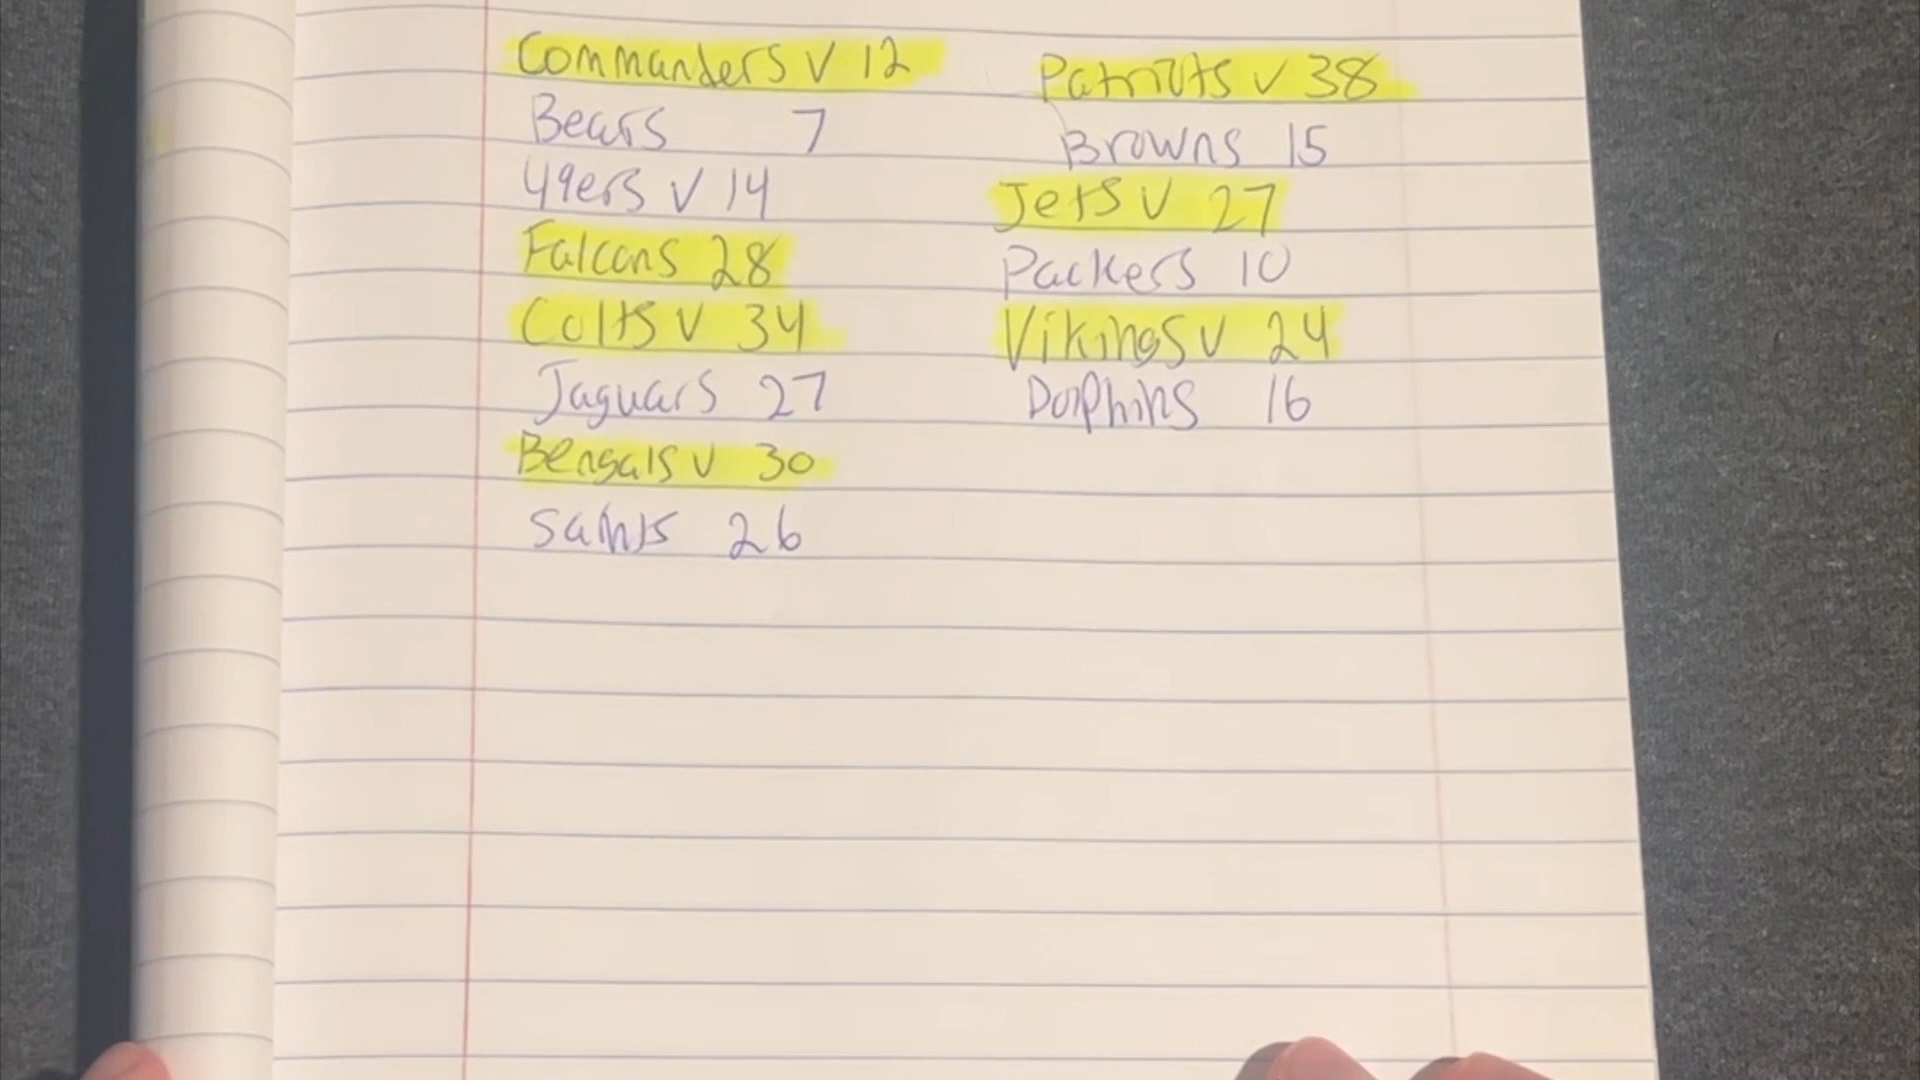 Commanders V 12
Bears 7
49ers V 14
Falcons 28
Colts V 34
Jaguars 27
Bengals V 30
Saints 26
Patriots V 38
Browns 15
Jets V 27
Packers 10
Vikings V 24
Dolphins 16